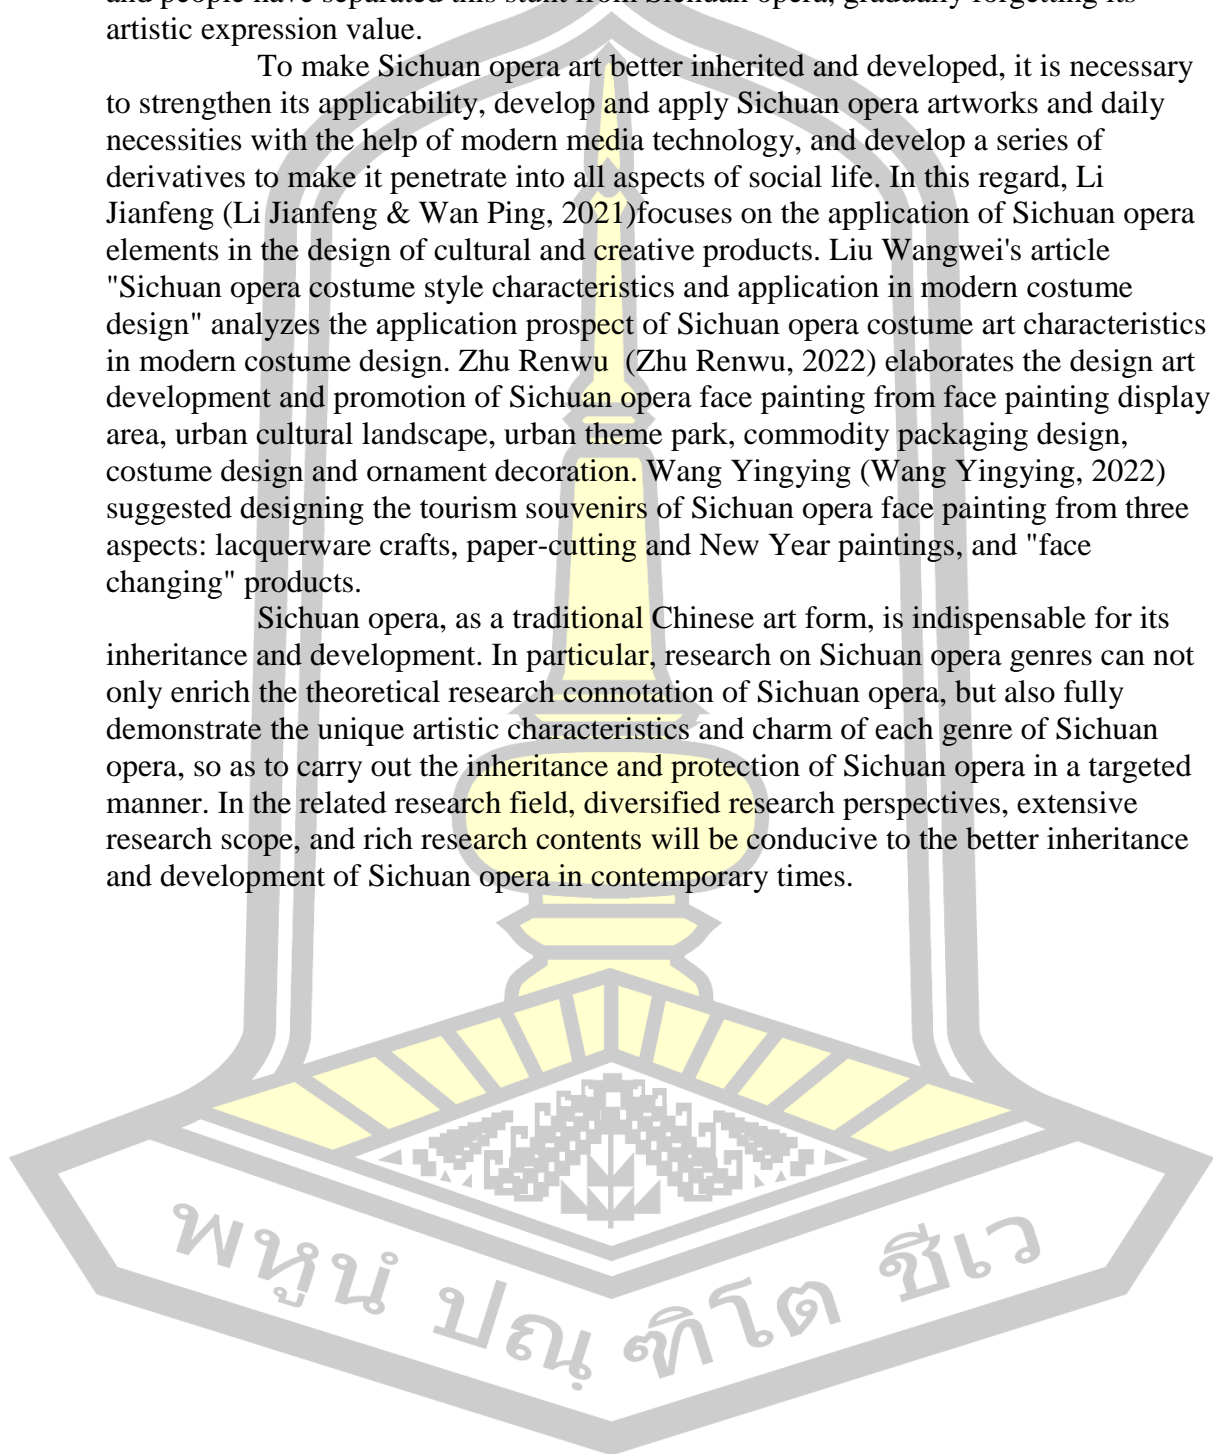 and people have separated this stunt from Sichuan opera, gradually forgetting its
artistic expression value.
To make Sichuan opera art better inherited and developed, it is necessary
to strengthen its applicability, develop and apply Sichuan opera artworks and daily
necessities with the help of modern media technology, and develop a series of
derivatives to make it penetrate into all aspects of social life. In this regard, Li
Jianfeng (Li Jianfeng & Wan Ping, 2021)focuses on the application of Sichuan opera
elements in the design of cultural and creative products. Liu Wangwei's article
"Sichuan opera costume style characteristics and application in modern costume
design" analyzes the application prospect of Sichuan opera costume art characteristics
in modern costume design. Zhu Renwu  (Zhu Renwu, 2022) elaborates the design art
development and promotion of Sichuan opera face painting from face painting display
area, urban cultural landscape, urban theme park, commodity packaging design,
costume design and ornament decoration. Wang Yingying (Wang Yingying, 2022)
suggested designing the tourism souvenirs of Sichuan opera face painting from three
aspects: lacquerware crafts, paper-cutting and New Year paintings, and "face
changing" products.
Sichuan opera, as a traditional Chinese art form, is indispensable for its
inheritance and development. In particular, research on Sichuan opera genres can not
only enrich the theoretical research connotation of Sichuan opera, but also fully
demonstrate the unique artistic characteristics and charm of each genre of Sichuan
opera, so as to carry out the inheritance and protection of Sichuan opera in a targeted
manner. In the related research field, diversified research perspectives, extensive
research scope, and rich research contents will be conducive to the better inheritance
and development of Sichuan opera in contemporary times.
พหูนํ ปณฺฑิโต ชีเว